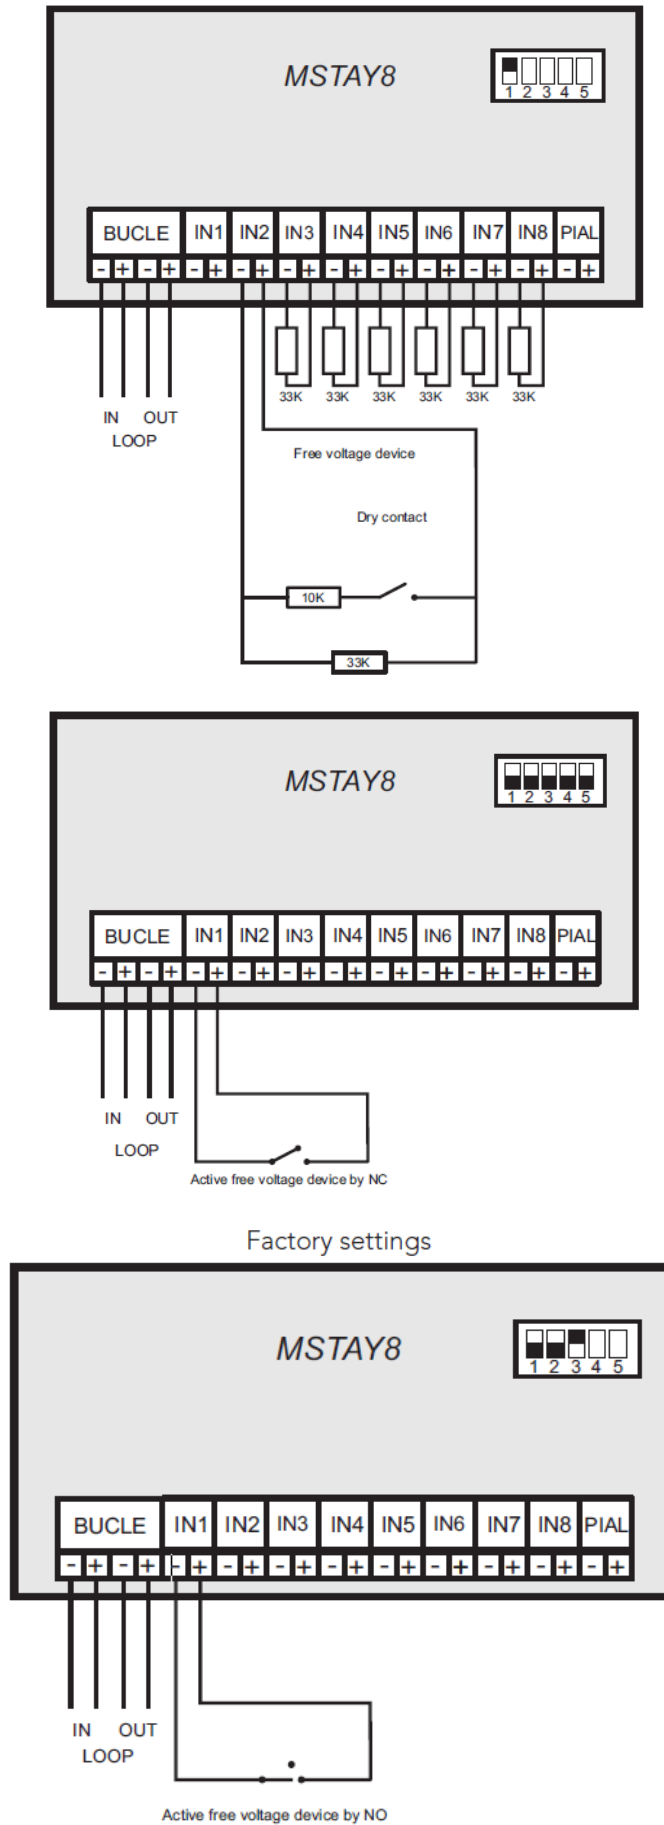 MSTAY8
1 2 3 4 5
BUCLE IN1 IN2 IN3 IN4 IN5 IN6 IN7 IN8 PIAL
- + - + - + - + - + - + - + - + - + - + - +
33K 33K 33K 33K 33K 33K
IN OUT
LOOP
Free voltage device
Dry contact
10K
33K
MSTAY8
1 2 3 4 5
BUCLE IN1 IN2 IN3 IN4 IN5 IN6 IN7 IN8 PIAL
- + - + - + - + - + - + - + - + - + - + - +
IN OUT
LOOP
Active free voltage device by NC
Factory settings
MSTAY8
1 2 3 4 5
BUCLE IN1 IN2 IN3 IN4 IN5 IN6 IN7 IN8 PIAL
- + - + - + - + - + - + - + - + - + - + - +
IN OUT
LOOP
Active free voltage device by NO